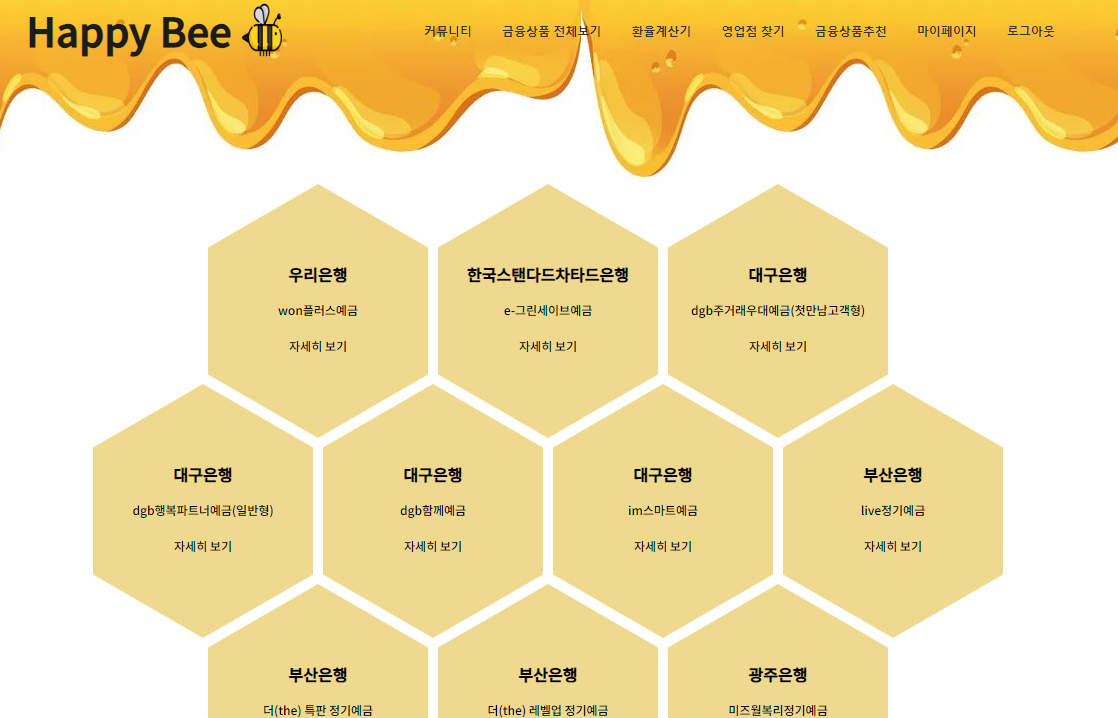 Happy Bee
커뮤니티 금융상품 전체보기 환율계산기 영업점 찾기 금융상품추천 마이페이지 로그아웃
우리은행
won플러스예금
자세히 보기
한국스탠다드차타드은행
e-그린세이브예금
자세히 보기
대구은행
dgb주거래우대예금(첫만남고객형)
자세히 보기
대구은행
dgb행복파트너예금(일반형)
자세히 보기
대구은행
dgb함께예금
자세히 보기
대구은행
im스마트예금
자세히 보기
부산은행
live정기예금
자세히 보기
부산은행
더(the) 특판 정기예금
부산은행
더(the) 레벨업 정기예금
광주은행
미즈월복리정기예금